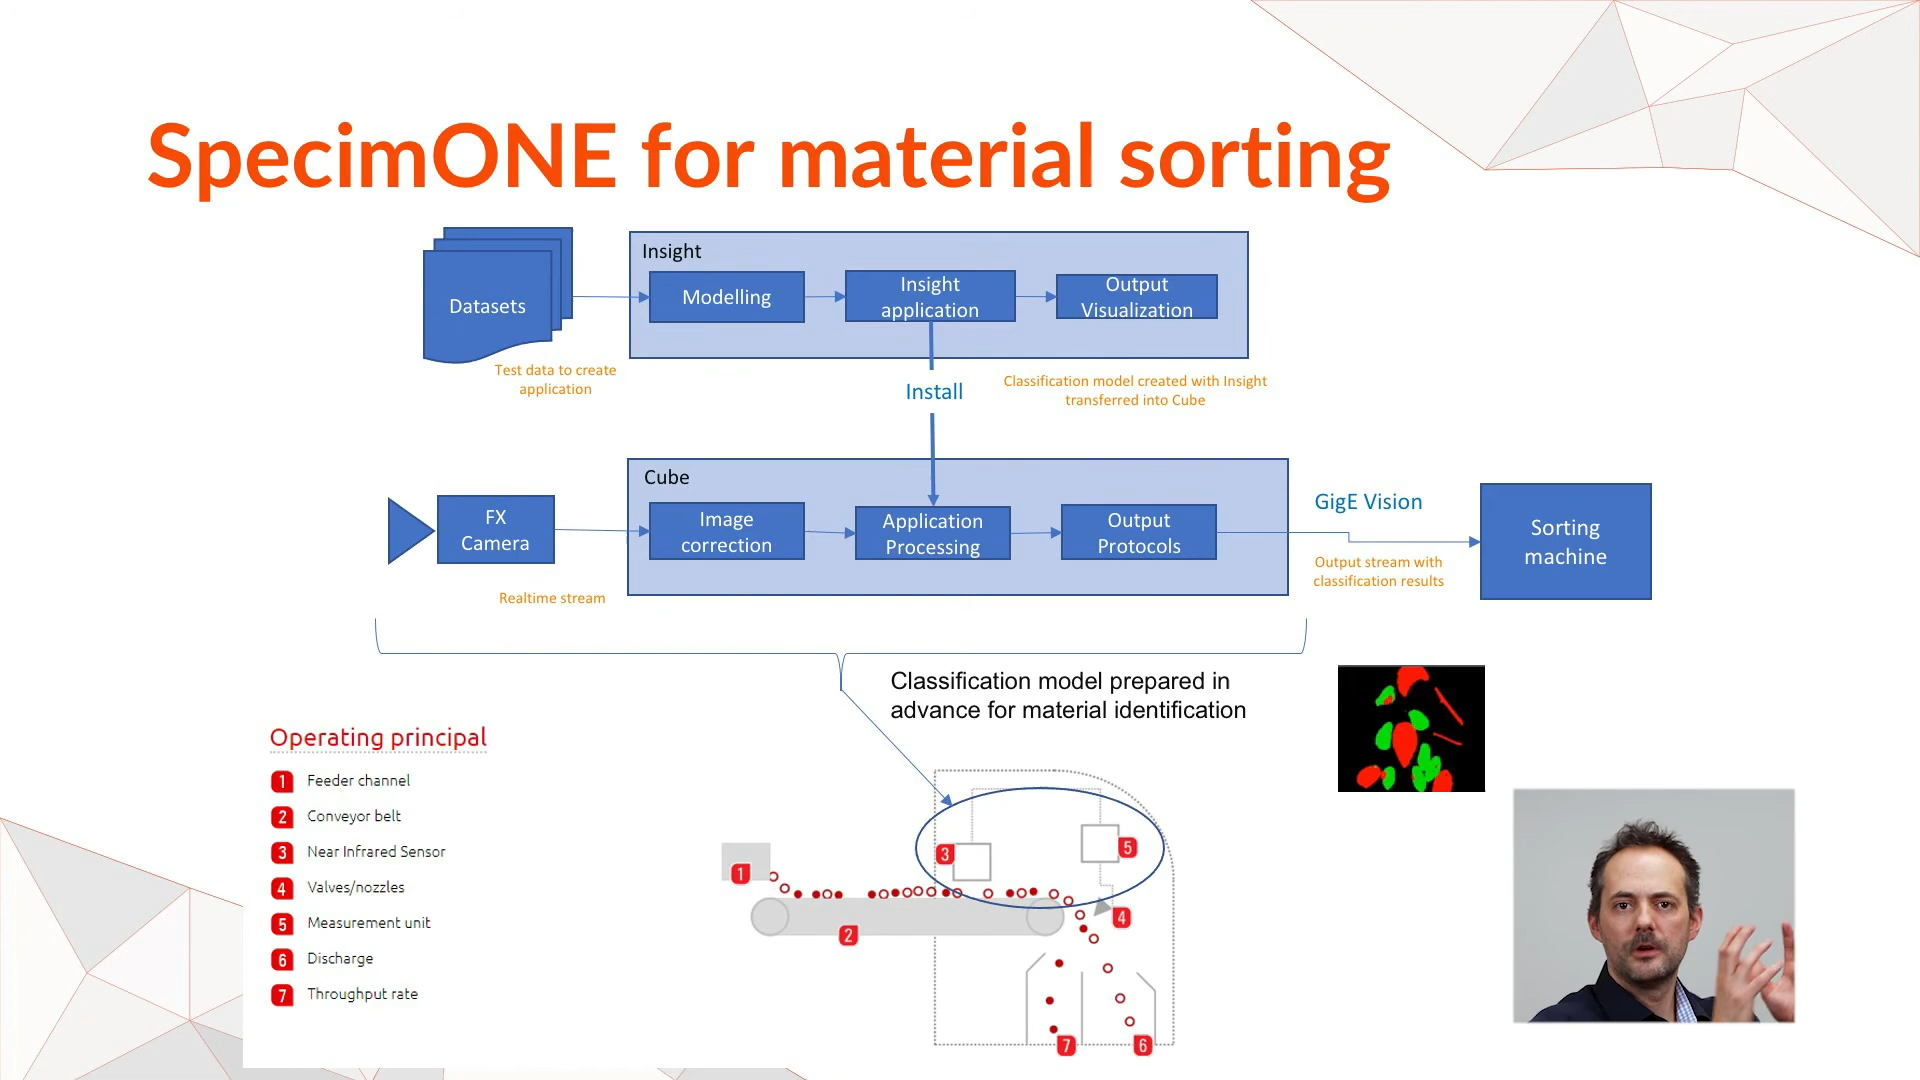 SpecimONE for material sorting
Insight
Datasets
Modelling
Insight
application
Output
Visualization
Test data to create
application
Install
Classification model created with Insight
transferred into Cube
Cube
FX
Camera
Image
correction
Application
Processing
Output
Protocols
GigE Vision
Sorting
machine
Output stream with
classification results
Realtime stream
Classification model prepared in
advance for material identification
Operating principal
1 Feeder channel
2 Conveyor belt
3 Near Infrared Sensor
4 Valves/nozzles
5 Measurement unit
6 Discharge
7 Throughput rate
1
2
3
5
4
7
6